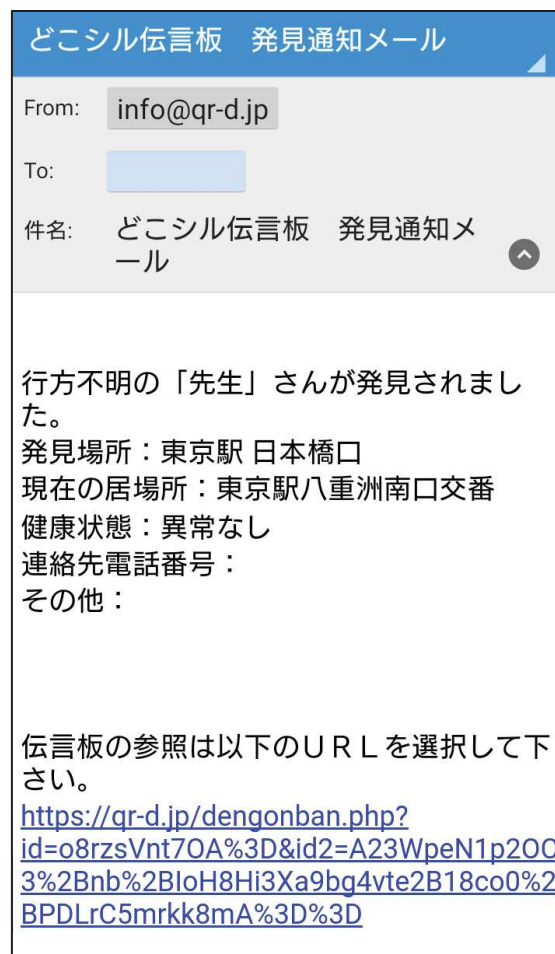 どこシル伝言板　発見通知メール
From: info@qr-d.jp
To:
件名: どこシル伝言板　発見通知メ
ール
行方不明の「先生」さんが発見されまし
た。
発見場所：東京駅 日本橋口
現在の居場所：東京駅八重洲南口交番
健康状態：異常なし
連絡先電話番号：
その他：
伝言板の参照は以下のＵＲＬを選択して下
さい。
https://qr-d.jp/dengonban.php?
id=o8rzsVnt7OA%3D&id2=A23WpeN1p2OC
3%2Bnb%2BIoH8Hi3Xa9bg4vte2B18co0%2
BPDLrC5mrkk8mA%3D%3D